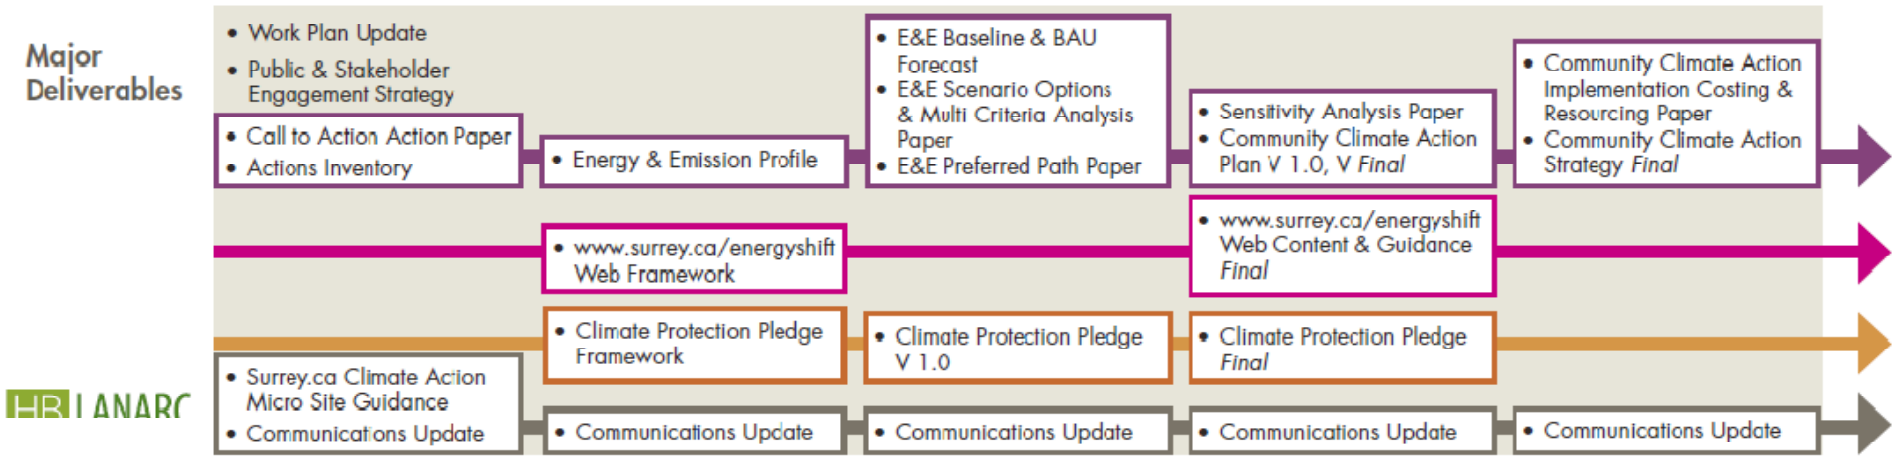 Major
Deliverables
• Work Plan Update
• Public & Stakeholder
Engagement Strategy
• Call to Action Action Paper
• Actions Inventory
• Energy & Emission Profile
• E&E Baseline & BAU
Forecast
• E&E Scenario Options
& Multi Criteria Analysis
Paper
• E&E Preferred Path Paper
• Sensitivity Analysis Paper
• Community Climate Action
Plan V 1.0, V Final
• Community Climate Action
Implementation Costing &
Resourcing Paper
• Community Climate Action
Strategy Final
• www.surrey.ca/energyshift
Web Framework
• www.surrey.ca/energyshift
Web Content & Guidance
Final
• Climate Protection Pledge
Framework
• Climate Protection Pledge
V 1.0
• Climate Protection Pledge
Final
HB LANARC
• Surrey.ca Climate Action
Micro Site Guidance
• Communications Update
• Communications Update
• Communications Update
• Communications Update
• Communications Update